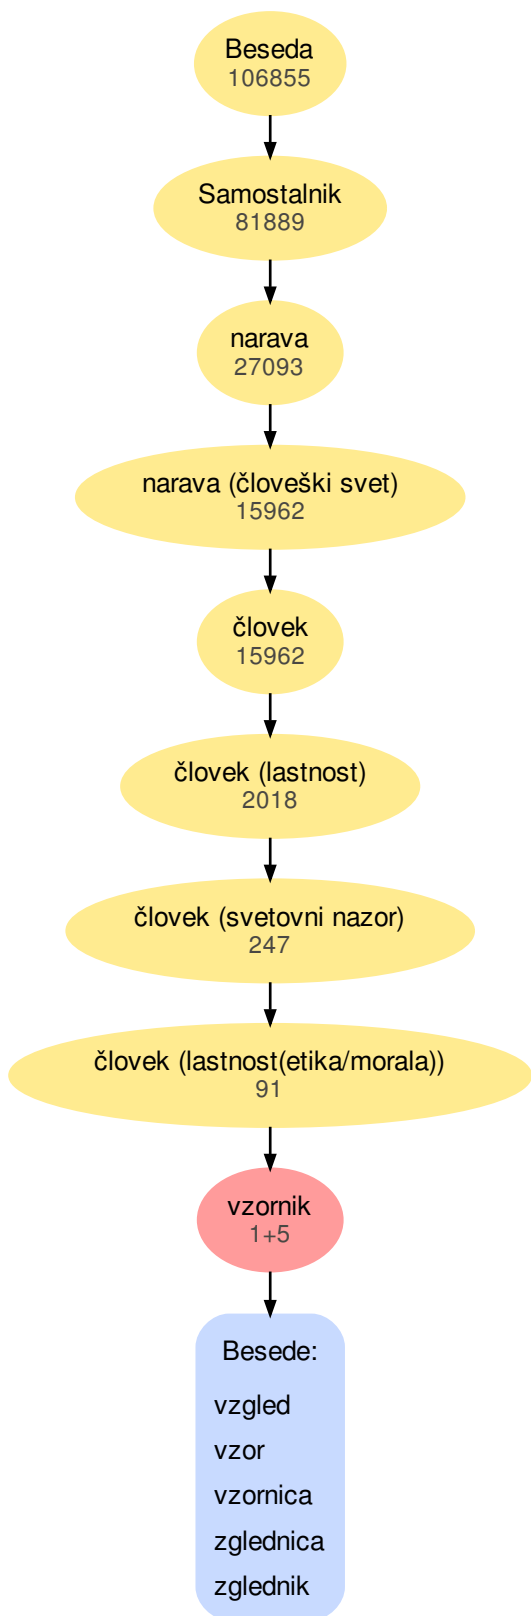 Beseda
106855
Samostalnik
81889
narava
27093
narava (človeški svet)
15962
človek
15962
človek (lastnost)
2018
človek (svetovni nazor)
247
človek (lastnost(etika/morala))
91
vzornik
1+5
Besede:
vzgled
vzor
vzornica
zglednica
zglednik